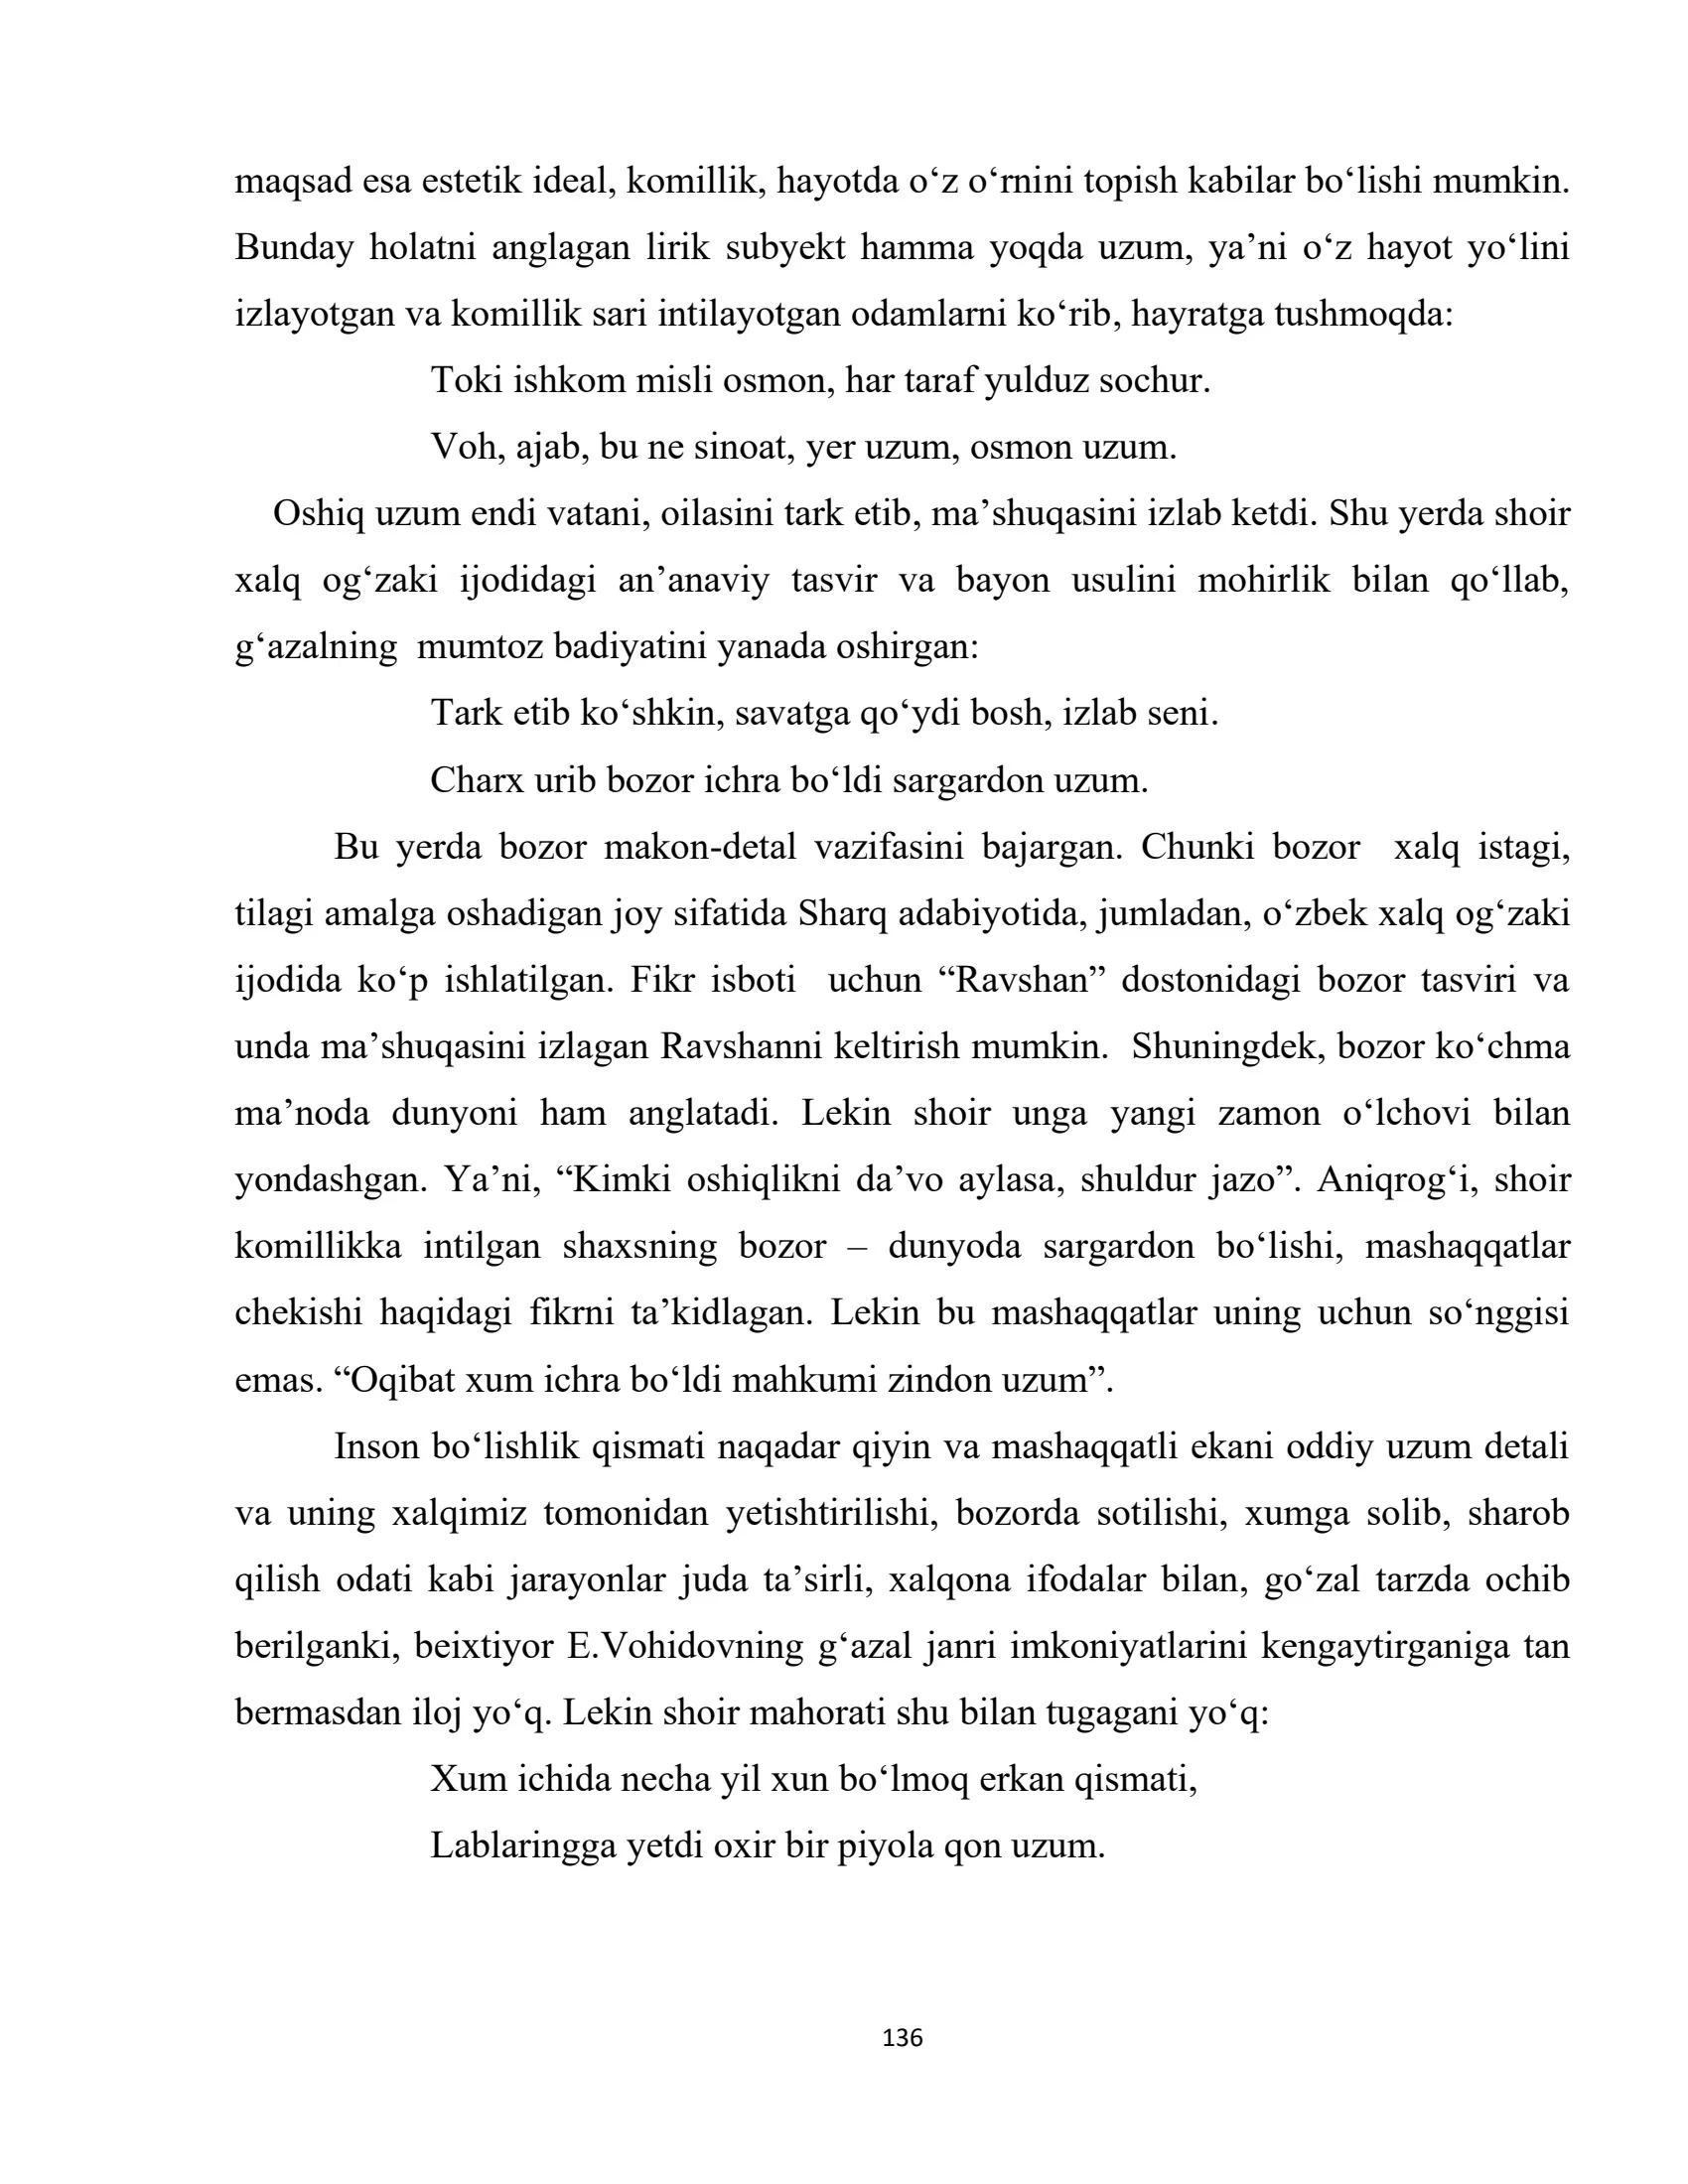 maqsad esa estetik ideal, komillik, hayotda o‘z o‘rnini topish kabilar bo‘lishi mumkin.
Bunday holatni anglagan lirik subyekt hamma yoqda uzum, ya’ni o‘z hayot yo‘lini
izlayotgan va komillik sari intilayotgan odamlarni ko‘rib, hayratga tushmoqda:
Toki ishkom misli osmon, har taraf yulduz sochur.
Voh, ajab, bu ne sinoat, yer uzum, osmon uzum.
Oshiq uzum endi vatani, oilasini tark etib, ma’shuqasini izlab ketdi. Shu yerda shoir
xalq og‘zaki ijodidagi an’anaviy tasvir va bayon usulini mohirlik bilan qo‘llab,
g‘azalning  mumtoz badiyatini yanada oshirgan:
Tark etib ko‘shkin, savatga qo‘ydi bosh, izlab seni.
Charx urib bozor ichra bo‘ldi sargardon uzum.
Bu yerda bozor makon-detal vazifasini bajargan. Chunki bozor  xalq istagi,
tilagi amalga oshadigan joy sifatida Sharq adabiyotida, jumladan, o‘zbek xalq og‘zaki
ijodida ko‘p ishlatilgan. Fikr isboti  uchun “Ravshan” dostonidagi bozor tasviri va
unda ma’shuqasini izlagan Ravshanni keltirish mumkin.  Shuningdek, bozor ko‘chma
ma’noda dunyoni ham anglatadi. Lekin shoir unga yangi zamon o‘lchovi bilan
yondashgan. Ya’ni, “Kimki oshiqlikni da’vo aylasa, shuldur jazo”. Aniqrog‘i, shoir
komillikka intilgan shaxsning bozor – dunyoda sargardon bo‘lishi, mashaqqatlar
chekishi haqidagi fikrni ta’kidlagan. Lekin bu mashaqqatlar uning uchun so‘nggisi
emas. “Oqibat xum ichra bo‘ldi mahkumi zindon uzum”.
Inson bo‘lishlik qismati naqadar qiyin va mashaqqatli ekani oddiy uzum detali
va uning xalqimiz tomonidan yetishtirilishi, bozorda sotilishi, xumga solib, sharob
qilish odati kabi jarayonlar juda ta’sirli, xalqona ifodalar bilan, go‘zal tarzda ochib
berilganki, beixtiyor E.Vohidovning g‘azal janri imkoniyatlarini kengaytirganiga tan
bermasdan iloj yo‘q. Lekin shoir mahorati shu bilan tugagani yo‘q:
Xum ichida necha yil xun bo‘lmoq erkan qismati,
Lablaringga yetdi oxir bir piyola qon uzum.
136